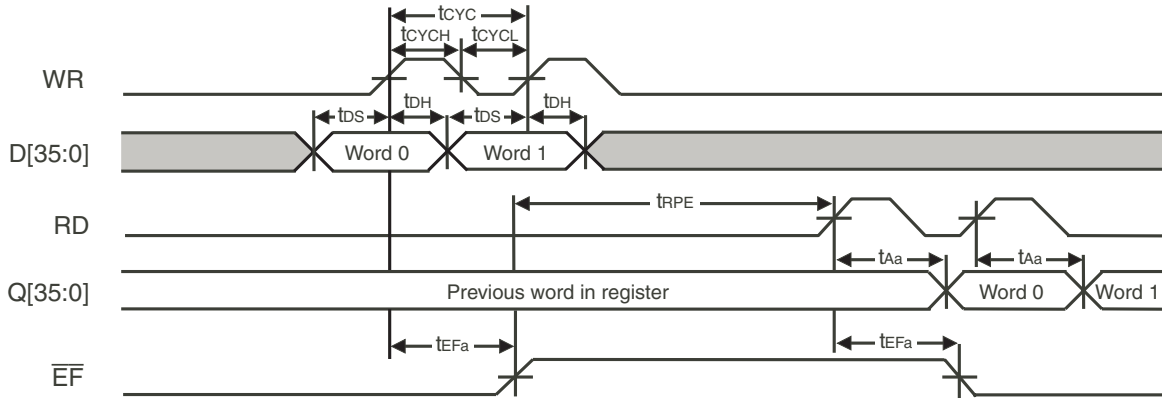 tCYC
tCYCH tCYCL
WR
tDS tDH tDS tDH
D[35:0] Word 0 Word 1
tRPE
RD
tAa tAa
Q[35:0] Previous word in register Word 0 Word 1
tEFa tEFa
E̅F̅